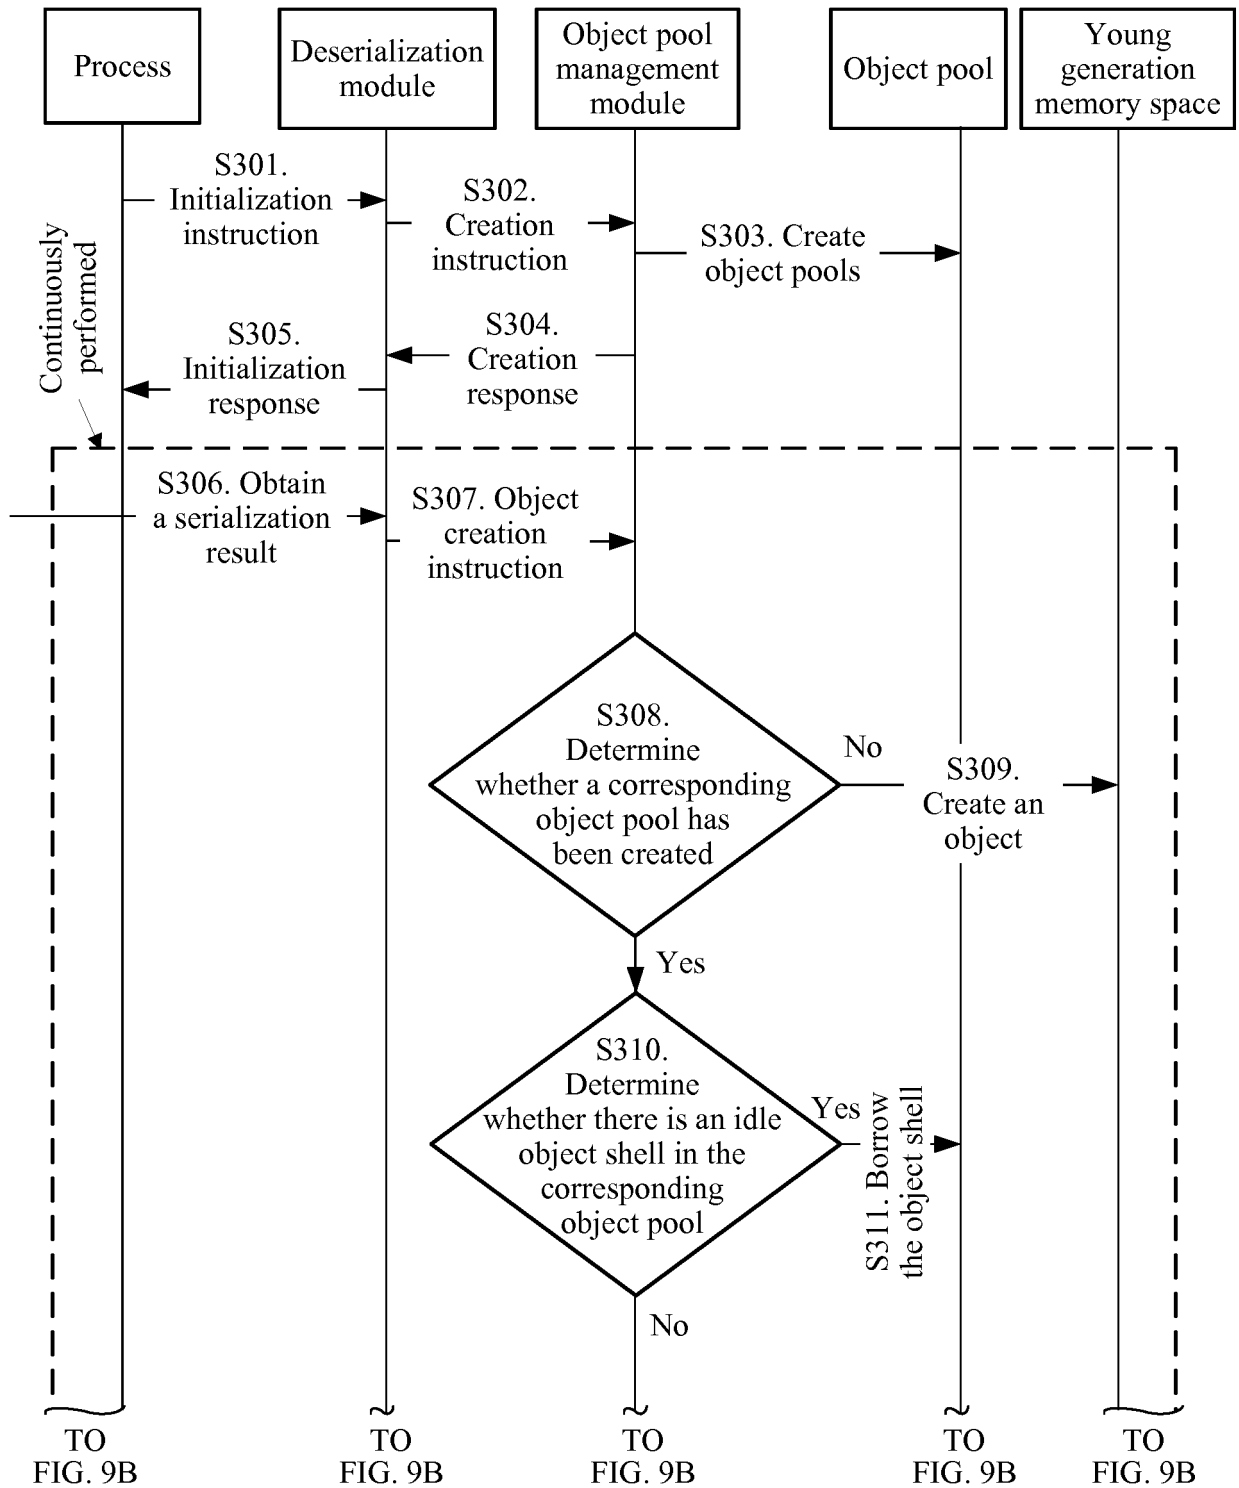 Process
Deserialization
module
Object pool
management
module
Object pool
Young
generation
memory space
S301.
Initialization
instruction
S302.
Creation
instruction
S303. Create
object pools
Continuously
performed
S304.
Creation
response
S305.
Initialization
response
S306. Obtain
a serialization
result
S307. Object
creation
instruction
S308.
Determine
whether a corresponding
object pool has
been created
No
S309.
Create an
object
Yes
S310.
Determine
whether there is an idle
object shell in the
corresponding
object pool
Yes
S311. Borrow
the object shell
No
TO
FIG. 9B
TO
FIG. 9B
TO
FIG. 9B
TO
FIG. 9B
TO
FIG. 9B